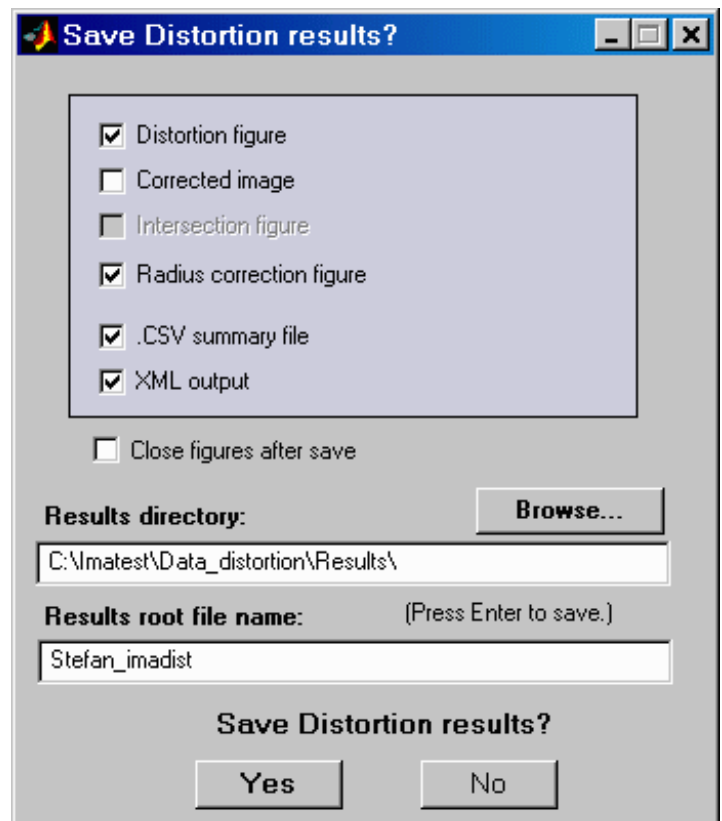 Save Distortion results?
Distortion figure
Corrected image
Intersection figure
Radius correction figure
.CSV summary file
XML output
Close figures after save
Results directory:
Browse...
C:\Imatest\Data_distortion\Results\
Results root file name:
(Press Enter to save.)
Stefan_imadist
Save Distortion results?
Yes
No